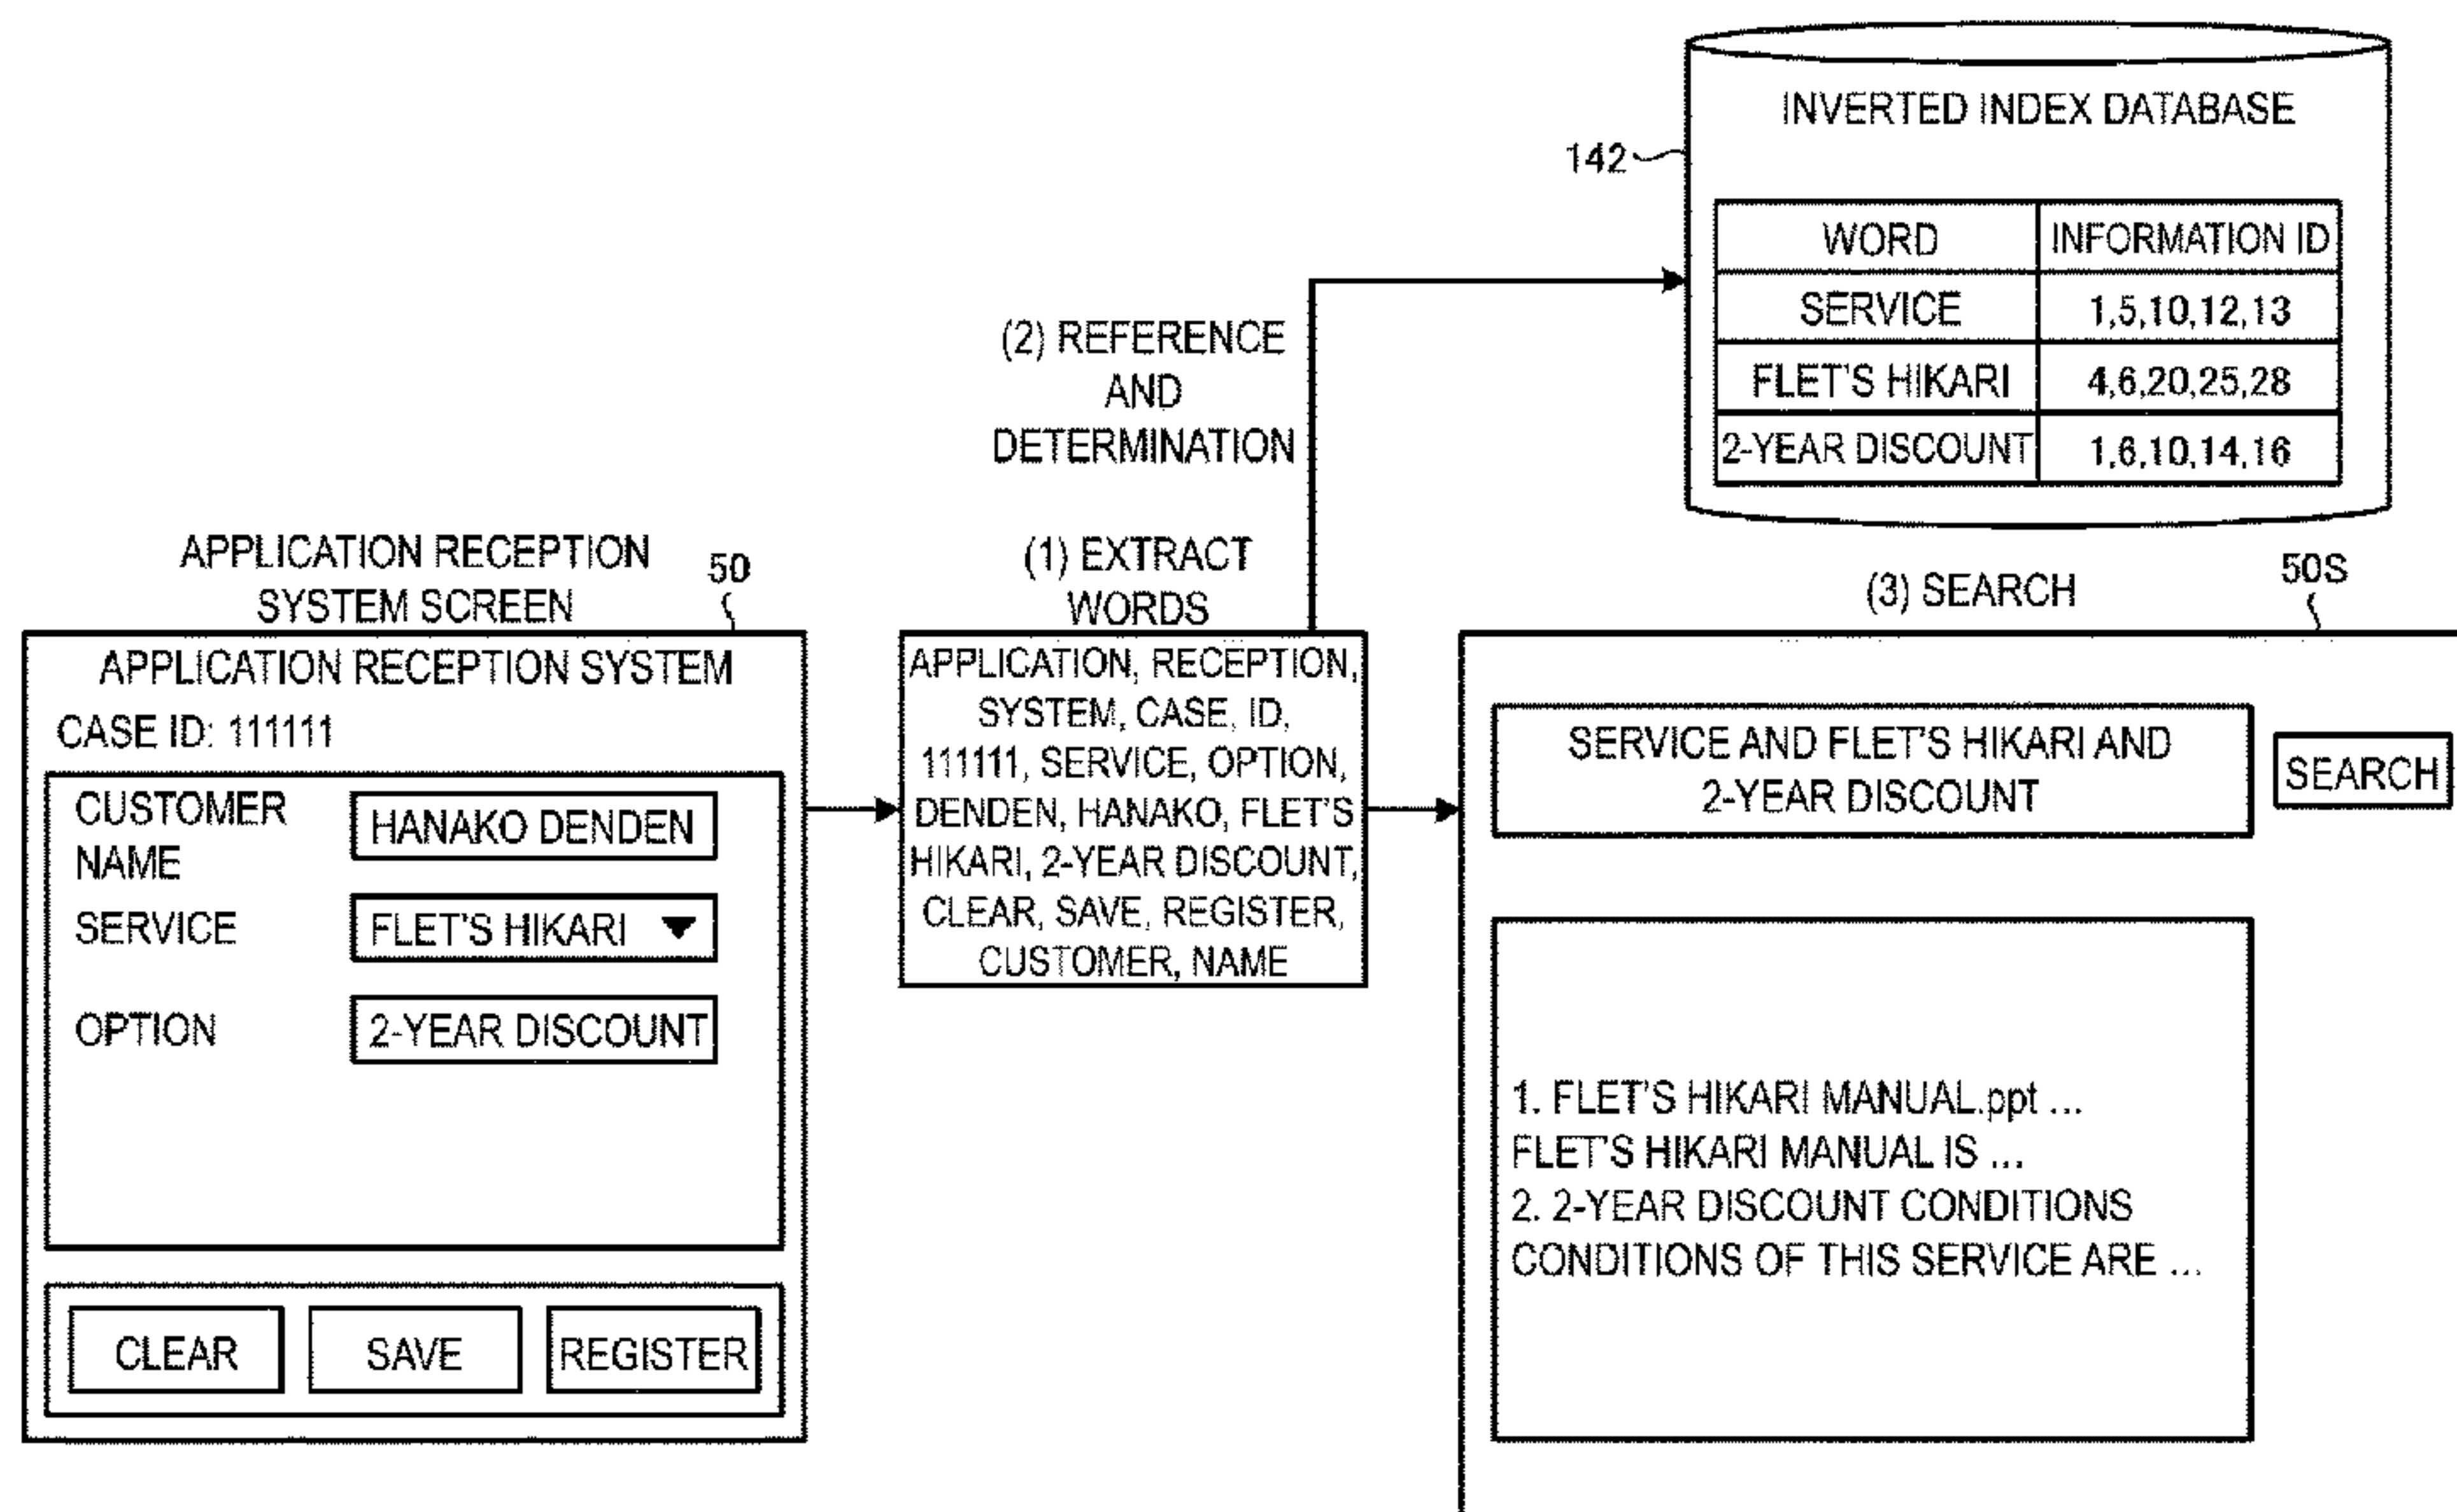 INVERTED INDEX DATABASE
142
WORD INFORMATION ID
SERVICE 1,5,10,12,13
FLET'S HIKARI 4,6,20,25,28
2-YEAR DISCOUNT 1,6,10,14,16
(2) REFERENCE
AND
DETERMINATION
APPLICATION RECEPTION
SYSTEM SCREEN
50
APPLICATION RECEPTION SYSTEM
CASE ID: 111111
CUSTOMER
NAME
HANAKO DENDEN
SERVICE
FLET'S HIKARI ▼
OPTION
2-YEAR DISCOUNT
CLEAR
SAVE
REGISTER
(1) EXTRACT
WORDS
APPLICATION, RECEPTION,
SYSTEM, CASE, ID,
111111, SERVICE, OPTION,
DENDEN, HANAKO, FLET'S
HIKARI, 2-YEAR DISCOUNT,
CLEAR, SAVE, REGISTER,
CUSTOMER, NAME
(3) SEARCH
50S
SERVICE AND FLET'S HIKARI AND
2-YEAR DISCOUNT
SEARCH
1. FLET'S HIKARI MANUAL.ppt ...
FLET'S HIKARI MANUAL IS ...
2. 2-YEAR DISCOUNT CONDITIONS
CONDITIONS OF THIS SERVICE ARE ...